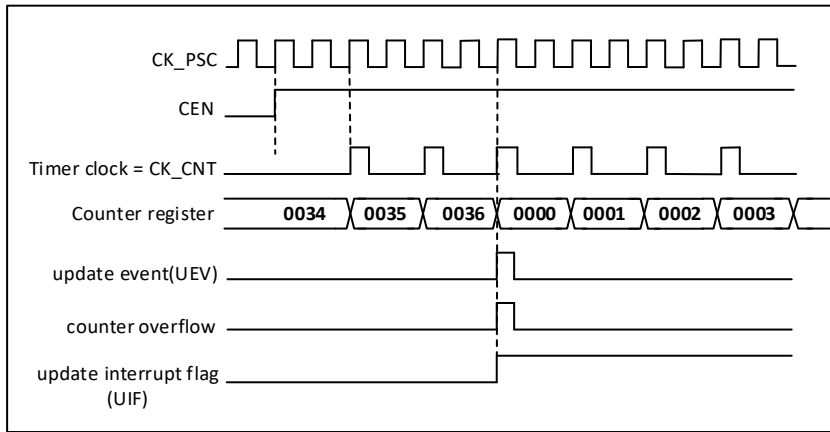 CK_PSC
CEN
Timer clock = CK_CNT
Counter register 0034 0035 0036 0000 0001 0002 0003
update event(UEV)
counter overflow
update interrupt flag
(UIF)